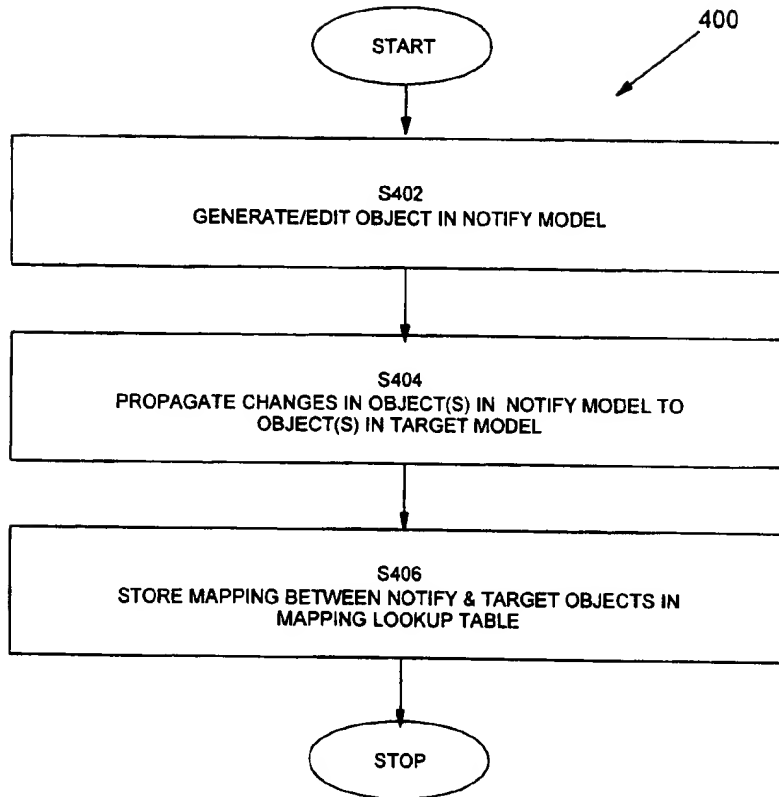 START
400
S402
GENERATE/EDIT OBJECT IN NOTIFY MODEL
S404
PROPAGATE CHANGES IN OBJECT(S) IN NOTIFY MODEL TO
OBJECT(S) IN TARGET MODEL
S406
STORE MAPPING BETWEEN NOTIFY & TARGET OBJECTS IN
MAPPING LOOKUP TABLE
STOP